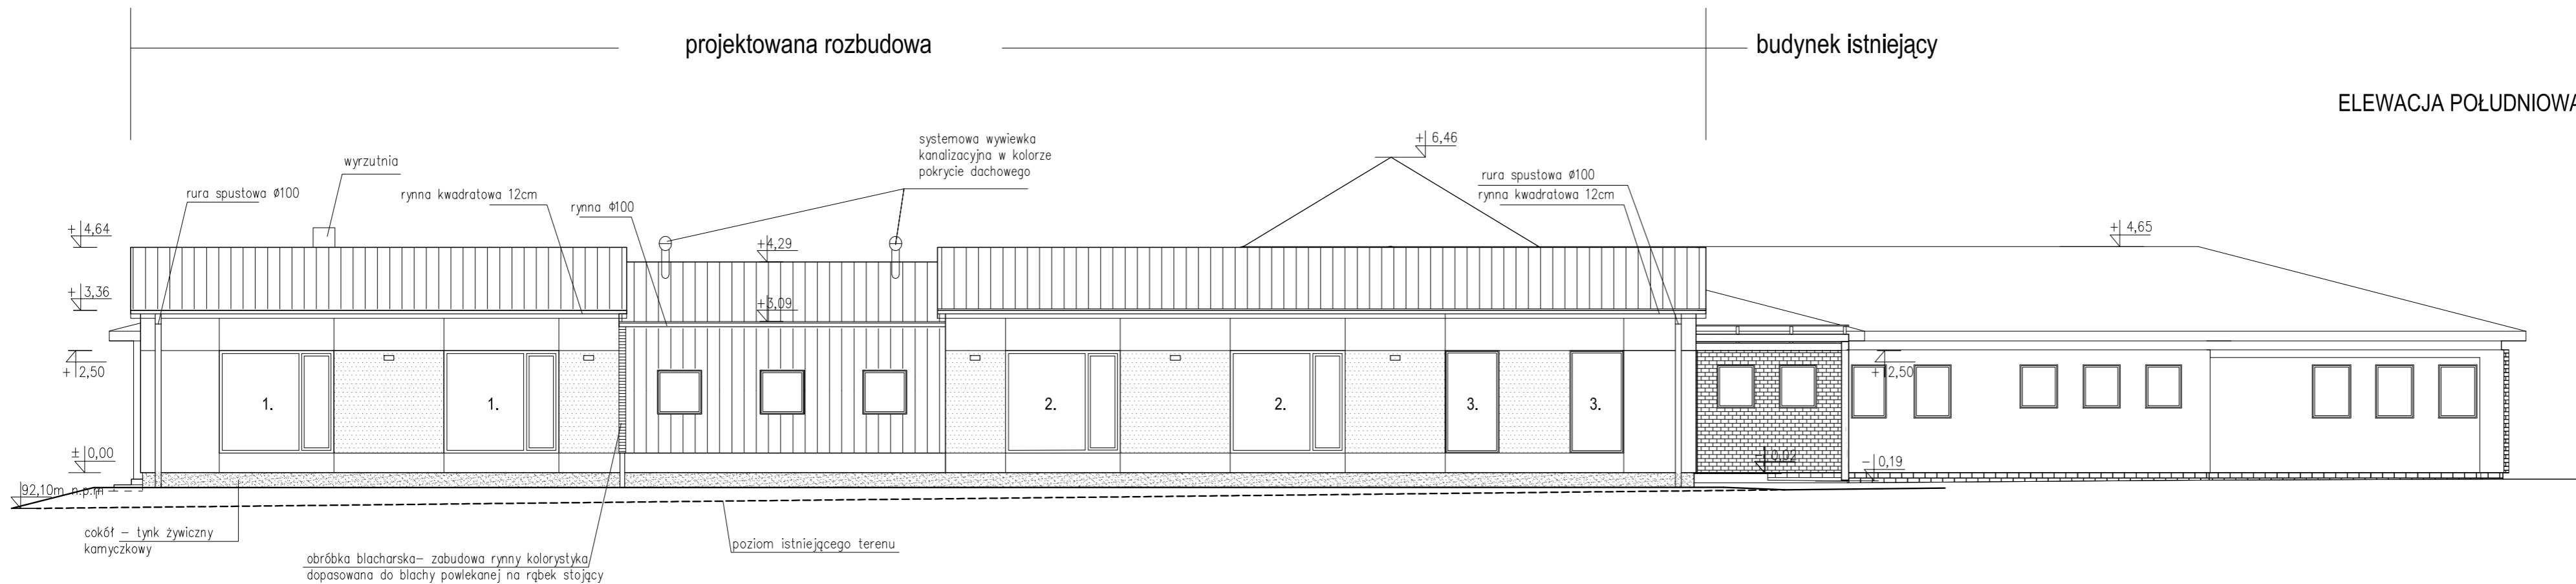 projektowana rozbudowa
budynek istniejący
ELEWACJA POŁUDNIOWA
systemowa wywiewka
kanalizacyjna w kolorze
pokrycie dachowego
+ 6,46
wyrzutnia
rura spustowa ø100
rynna kwadratowa 12cm
rynna Φ100
rura spustowa ø100
rynna kwadratowa 12cm
+ 4,64
+4,29
+ 4,65
+ 3,36
+3,09
+ 2,50
+ 2,50
1.
1.
2.
2.
3.
3.
± 0,00
- 0,02
- 0,19
92,10m n.p.m
cokół – tynk żywiczny
kamyczkowy
poziom istniejącego terenu
obróbka blacharska– zabudowa rynny kolorystyka
dopasowana do blachy powlekanej na rąbek stojący